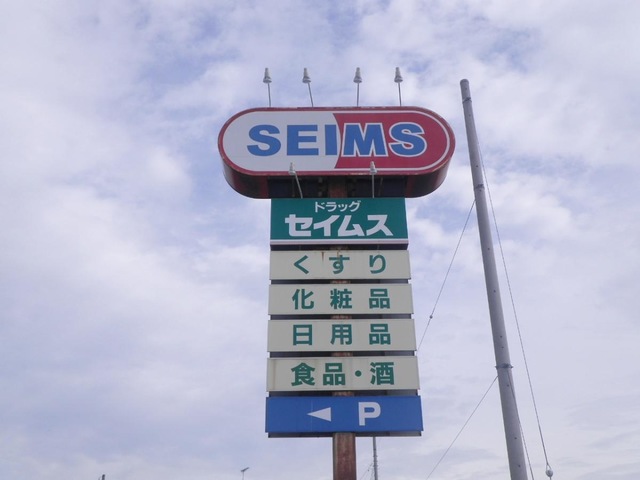 SEIMS
ドラッグ
セイムス
くすり
化粧品
日用品
食品・酒
◀ P